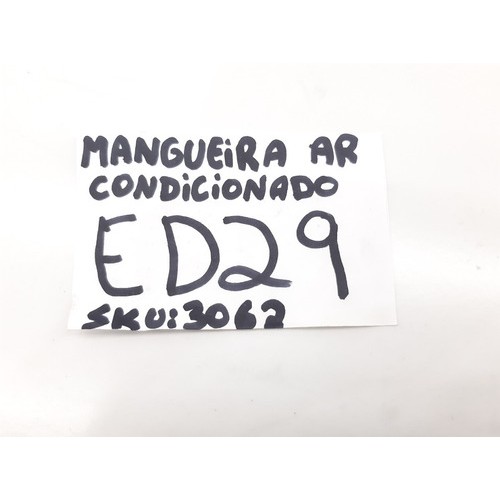 MANGUEiRA AR
CONDICIONADO
ED29
SKU:3062